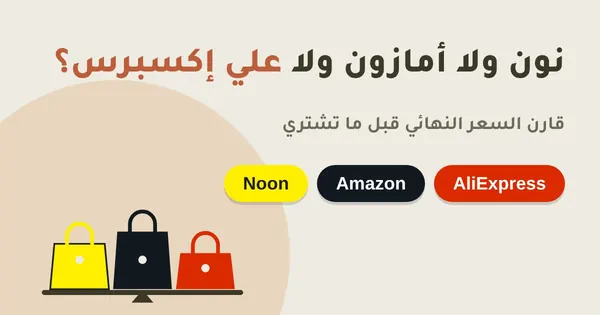 نون ولا أمازون ولا علي إكسبرس؟
قارن السعر النهائي قبل ما تشتري
Noon Amazon AliExpress